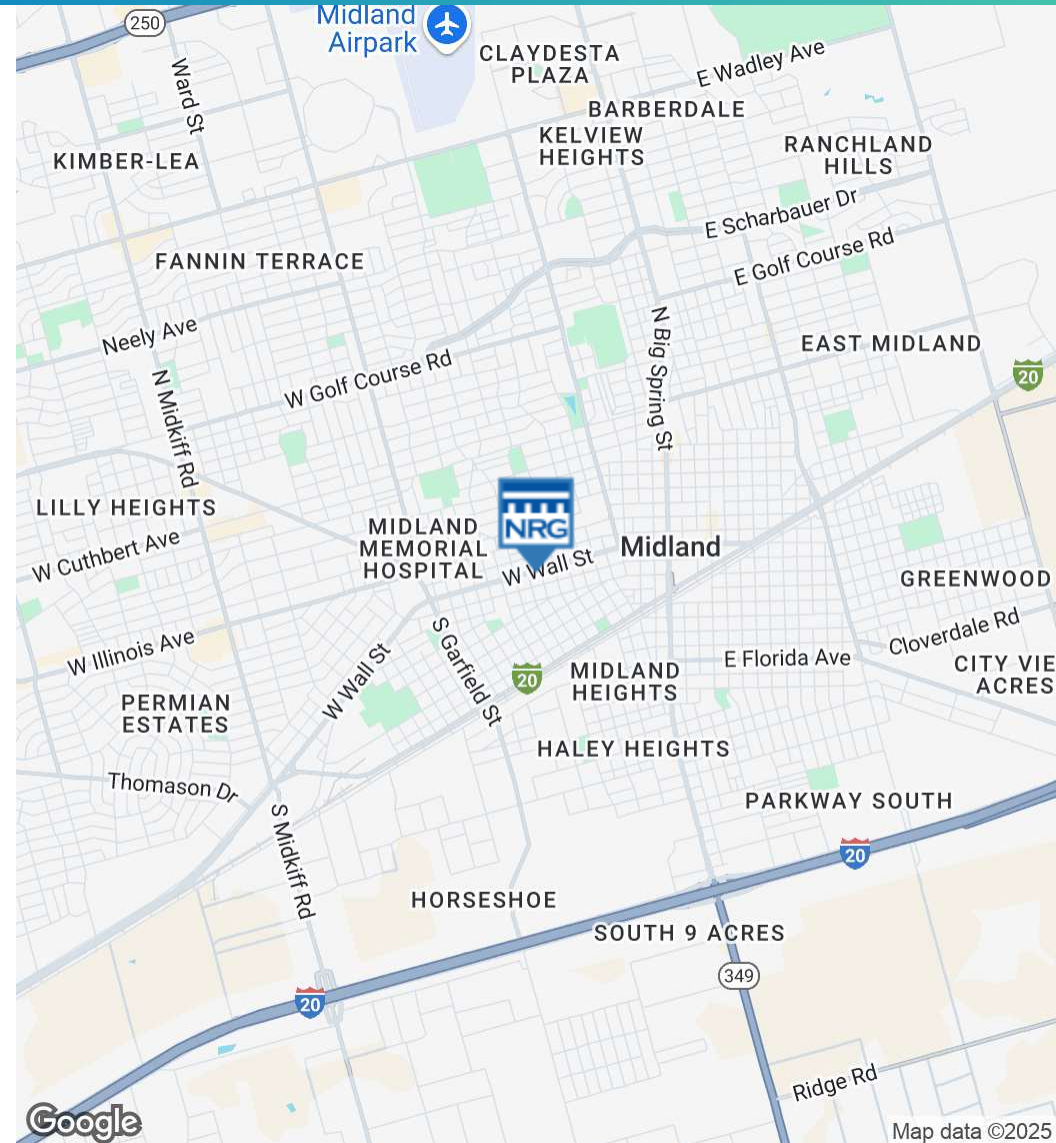 250
Midland
Airpark
CLAYDESTA
PLAZA
E Wadley Ave
Ward St
BARBERDALE
KELVIEW
HEIGHTS
KIMBER-LEA
RANCHLAND
HILLS
E Scharbauer Dr
FANNIN TERRACE
E Golf Course Rd
Neely Ave
N Big Spring St
EAST MIDLAND
20
W Golf Course Rd
N Midkiff Rd
LILLY HEIGHTS
NRG
MIDLAND
MEMORIAL
HOSPITAL
Midland
W Cuthbert Ave
W Wall St
GREENWOOD
W Illinois Ave
S Garfield St
Cloverdale Rd
W Wall St
20
MIDLAND
HEIGHTS
E Florida Ave
CITY VIE
ACRES
PERMIAN
ESTATES
HALEY HEIGHTS
Thomason Dr
PARKWAY SOUTH
S Midkiff Rd
20
HORSESHOE
SOUTH 9 ACRES
349
20
Ridge Rd
Google
Map data ©2025